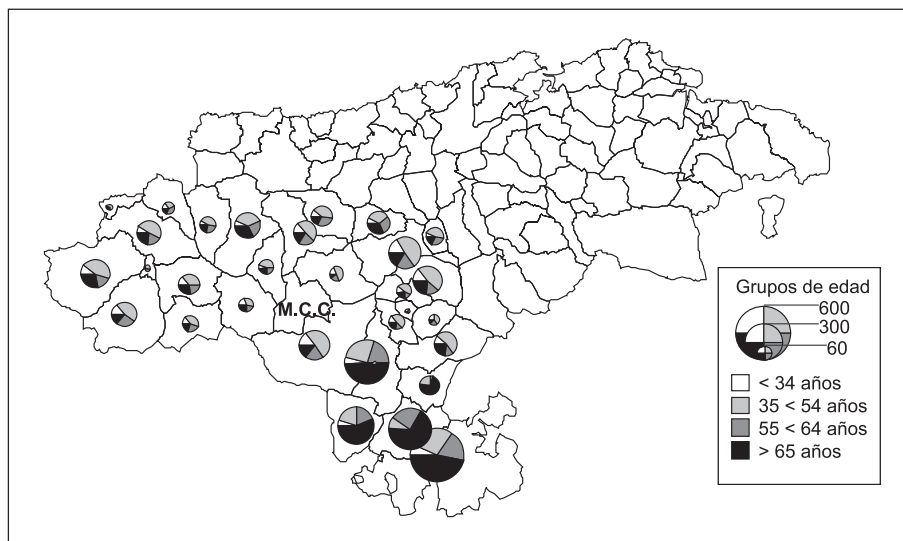 M.C.C.
Grupos de edad
600
300
60
< 34 años
35 < 54 años
55 < 64 años
> 65 años